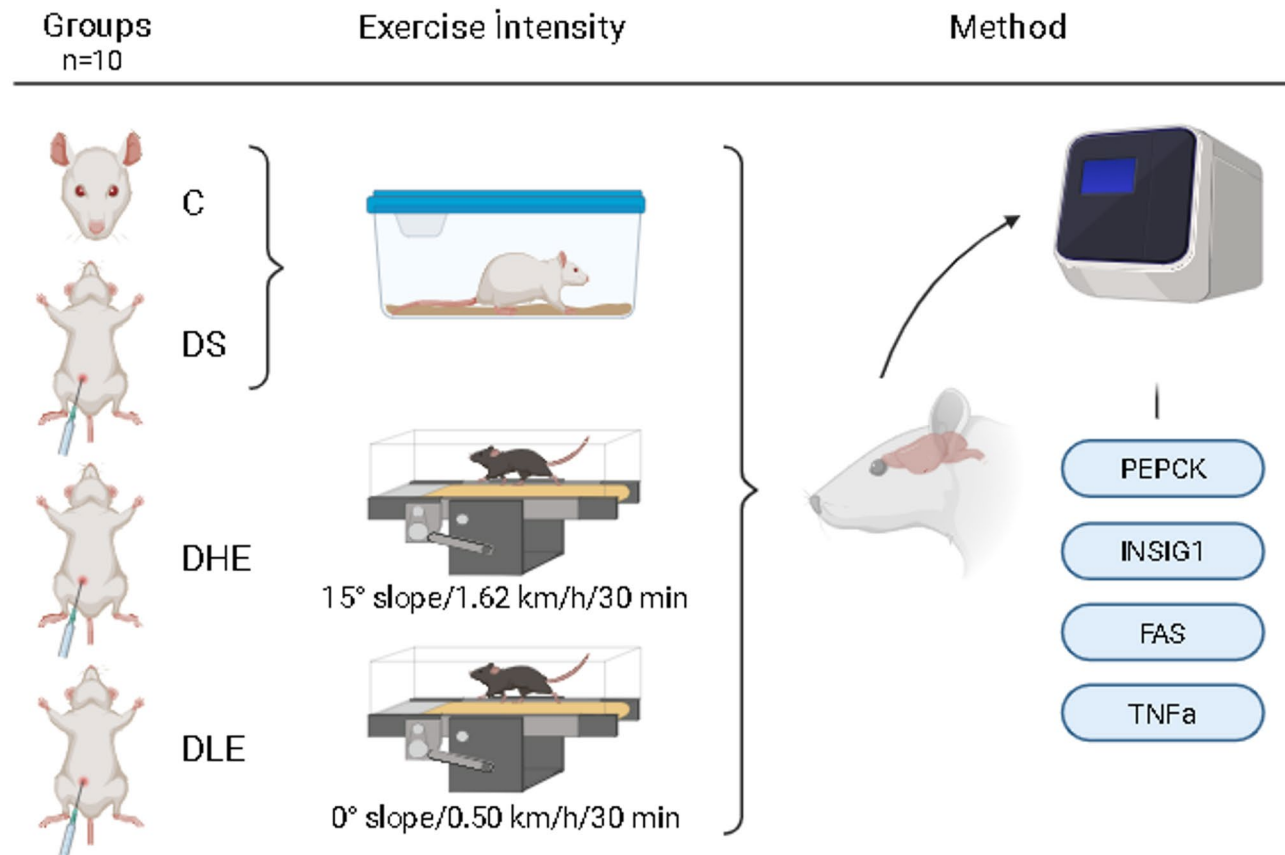 Groups
n=10
Exercise İntensity
Method
C
DS
DHE
15° slope/1.62 km/h/30 min
DLE
0° slope/0.50 km/h/30 min
PEPCK
INSIG1
FAS
TNFa